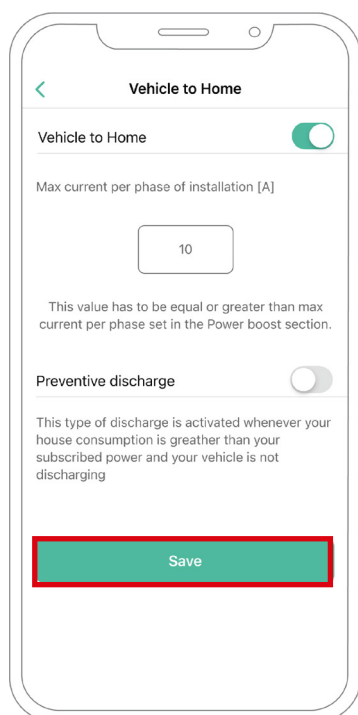 Vehicle to Home
Vehicle to Home
Max current per phase of installation [A]
10
This value has to be equal or greater than max
current per phase set in the Power boost section.
Preventive discharge
This type of discharge is activated whenever your
house consumption is greather than your
subscribed power and your vehicle is not
discharging
Save